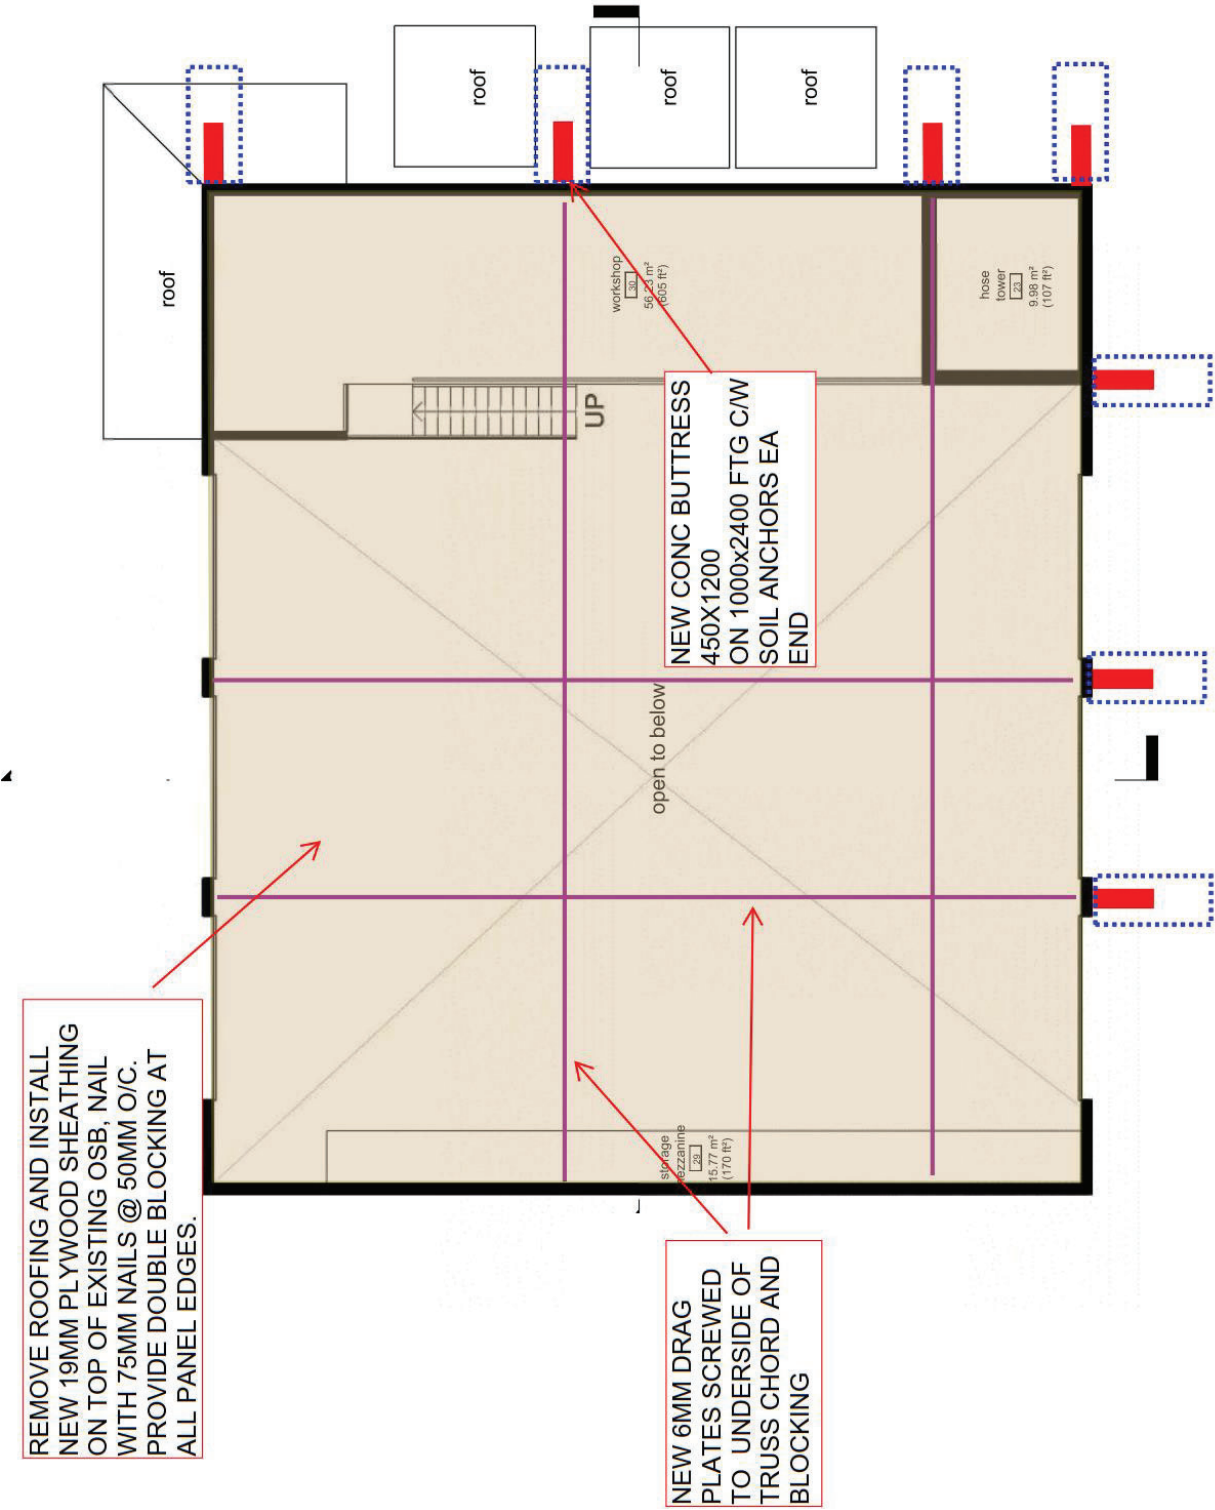 REMOVE ROOFING AND INSTALL
NEW 19MM PLYWOOD SHEATHING
ON TOP OF EXISTING OSB, NAIL
WITH 75MM NAILS @ 50MM O/C.
PROVIDE DOUBLE BLOCKING AT
ALL PANEL EDGES.
NEW 6MM DRAG
PLATES SCREWED
TO UNDERSIDE OF
TRUSS CHORD AND
BLOCKING
NEW CONC BUTTRESS
450X1200
ON 1000x2400 FTG C/W
SOIL ANCHORS EA
END
roof
roof
roof
roof
workshop
30
56.23 m²
(605 ft²)
hose
tower
23
9.98 m²
(107 ft²)
UP
open to below
storage
ezzanine
29
15.77 m²
(170 ft²)